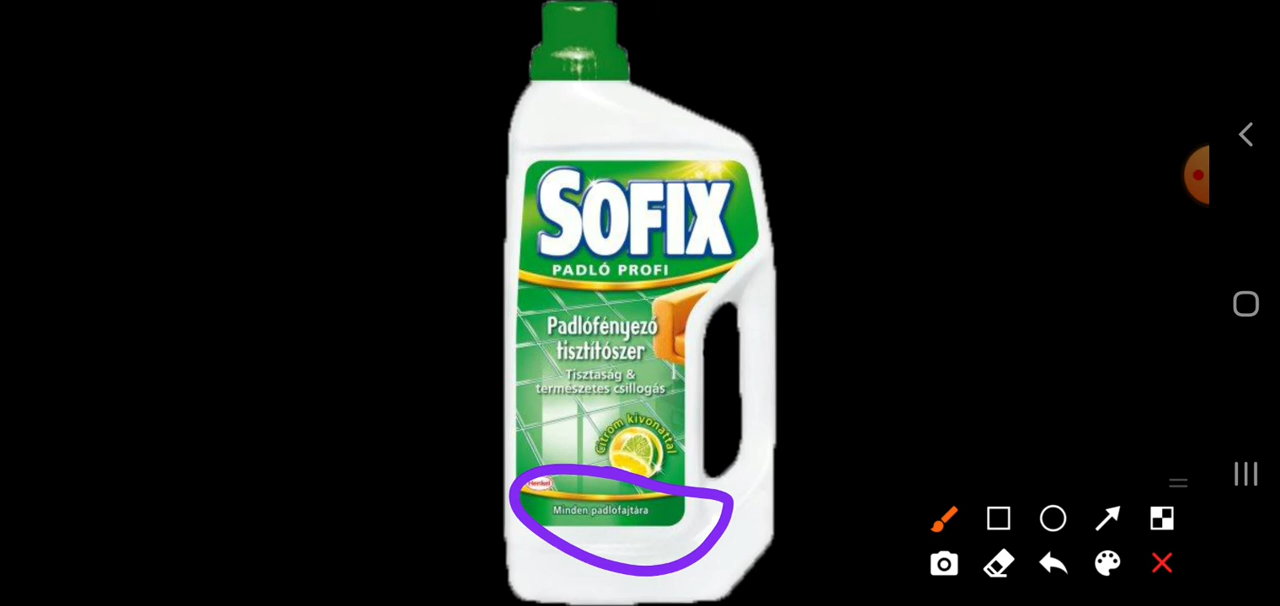 SOFIX
PADLÓ PROFI
Padlófényező
tisztítószer
Tisztaság &
természetes csillogás
Citrom kivonattal
Henkel
Minden padlófajtára